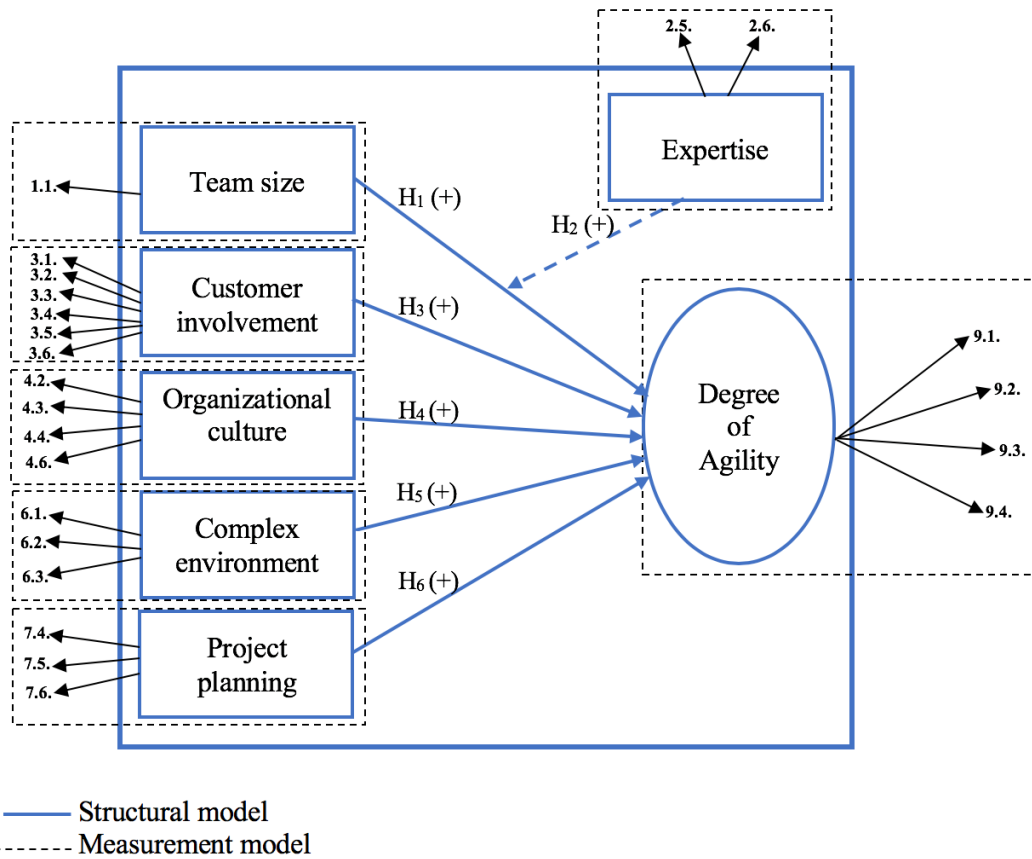 2.5.
2.6.
Expertise
Team size
1.1.
H₁ (+)
H₂ (+)
3.1.
3.2.
3.3.
3.4.
3.5.
3.6.
Customer
involvement
H₃ (+)
4.2.
4.3.
4.4.
4.6.
Organizational
culture
H₄ (+)
Degree
of
Agility
9.1.
9.2.
9.3.
9.4.
6.1.
6.2.
6.3.
Complex
environment
H₅ (+)
7.4.
7.5.
7.6.
Project
planning
H₆ (+)
Structural model
Measurement model